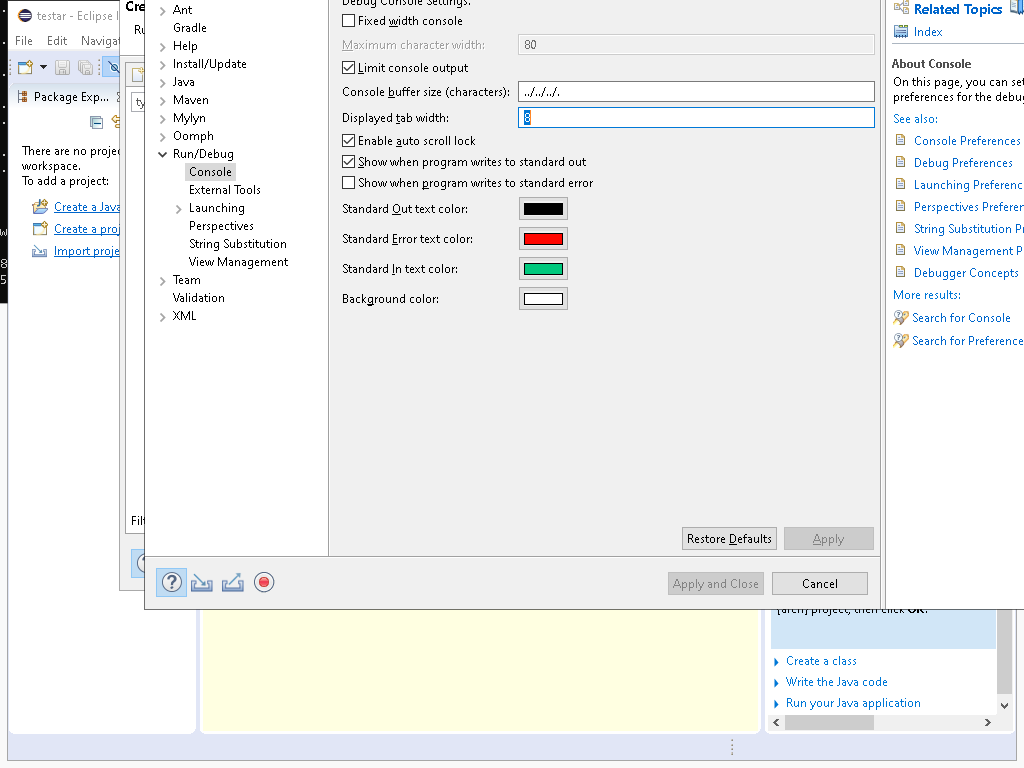 testar - Eclipse I
File Edit Navigat
Package Exp...
There are no projec
workspace.
To add a project:
Create a Java
Create a proj
Import proje
Cre
Ru
ty
Filt
Ant
Gradle
Help
Install/Update
Java
Maven
Mylyn
Oomph
Run/Debug
Console
External Tools
Launching
Perspectives
String Substitution
View Management
Team
Validation
XML
Debug Console Settings.
Fixed width console
Maximum character width: 80
Limit console output
Console buffer size (characters): ../../../.
Displayed tab width: 8
Enable auto scroll lock
Show when program writes to standard out
Show when program writes to standard error
Standard Out text color:
Standard Error text color:
Standard In text color:
Background color:
Restore Defaults Apply
Apply and Close Cancel
Related Topics
Index
About Console
On this page, you can set
preferences for the debug
See also:
Console Preferences
Debug Preferences
Launching Preferenc
Perspectives Preferer
String Substitution Pr
View Management P
Debugger Concepts
More results:
Search for Console
Search for Preference
{arch} project, then click OK.
Create a class
Write the Java code
Run your Java application